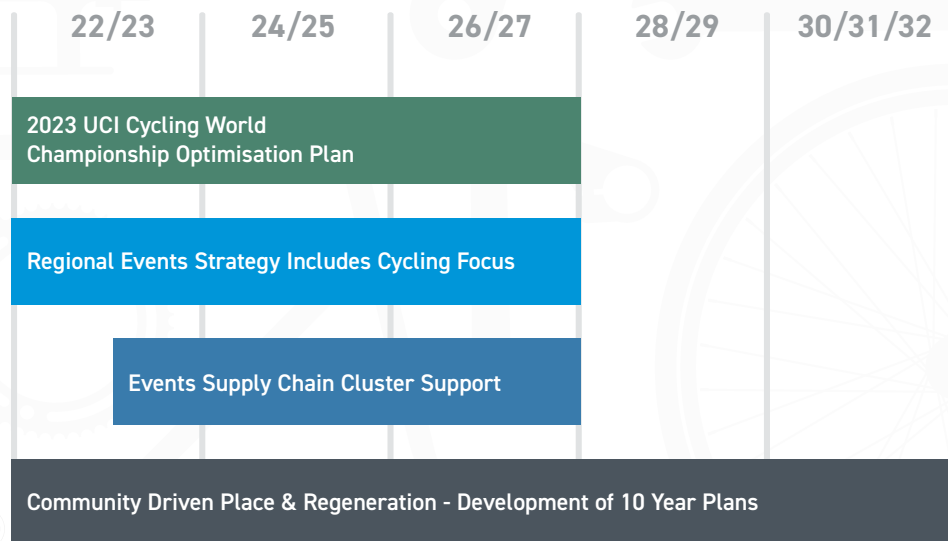 22/23 24/25 26/27 28/29 30/31/32
2023 UCI Cycling World
Championship Optimisation Plan
Regional Events Strategy Includes Cycling Focus
Events Supply Chain Cluster Support
Community Driven Place & Regeneration - Development of 10 Year Plans